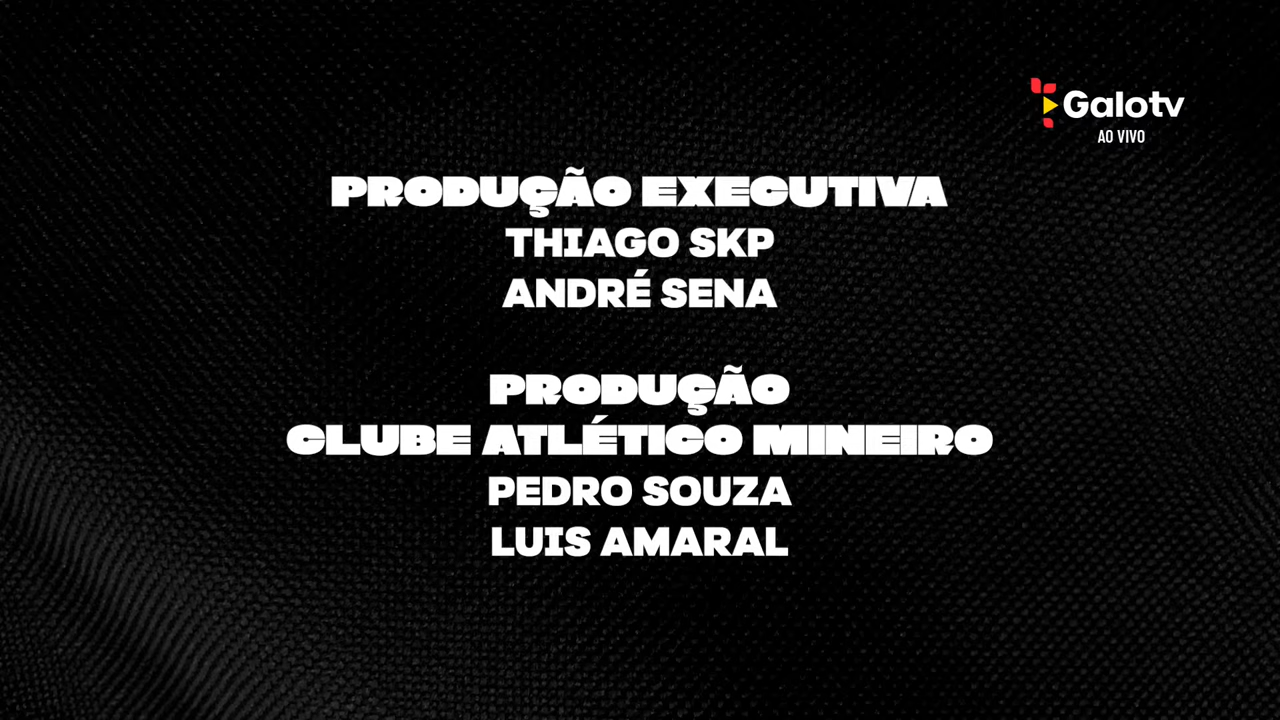 Galotv
AO VIVO
PRODUÇÃO EXECUTIVA
THIAGO SKP
ANDRÉ SENA
PRODUÇÃO
CLUBE ATLÉTICO MINEIRO
PEDRO SOUZA
LUIS AMARAL